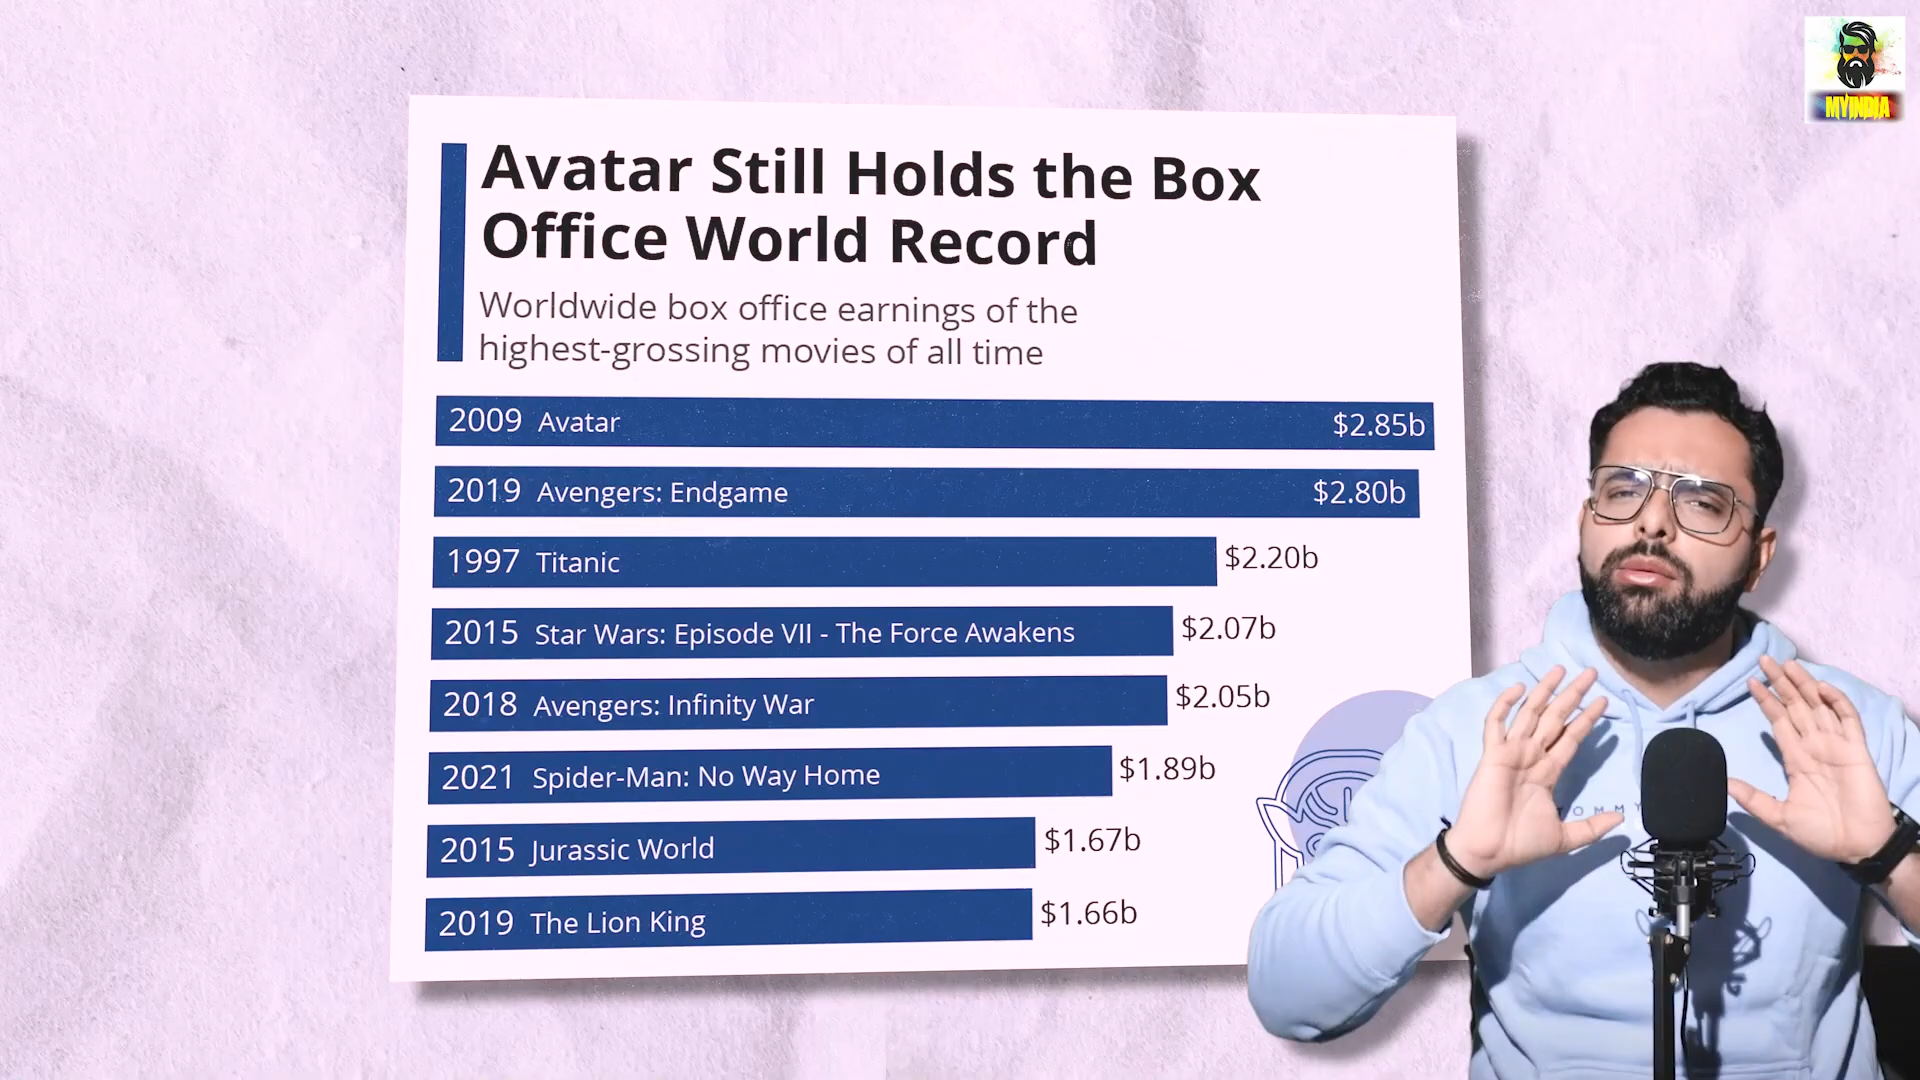 MYINDIA
Avatar Still Holds the Box
Office World Record
Worldwide box office earnings of the
highest-grossing movies of all time
2009 Avatar $2.85b
2019 Avengers: Endgame $2.80b
1997 Titanic $2.20b
2015 Star Wars: Episode VII - The Force Awakens $2.07b
2018 Avengers: Infinity War $2.05b
2021 Spider-Man: No Way Home $1.89b
2015 Jurassic World $1.67b
2019 The Lion King $1.66b
TOMMY